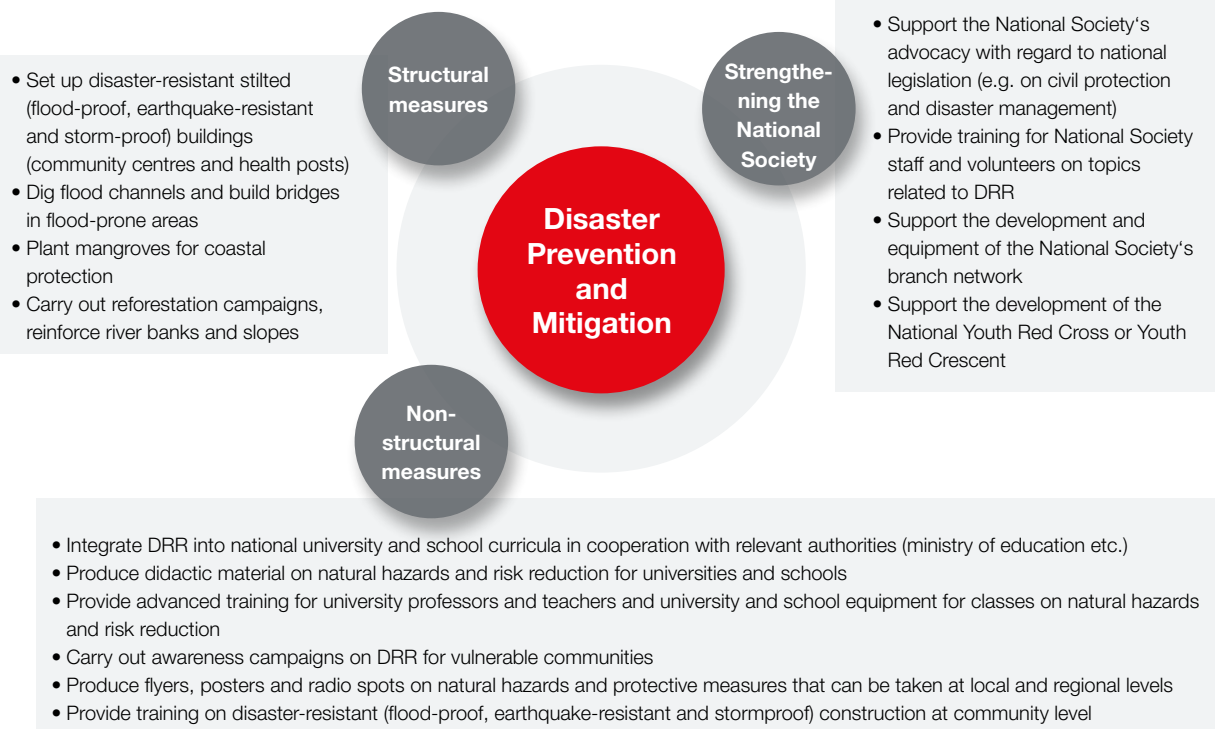 Structural
measures
• Set up disaster-resistant stilted
(flood-proof, earthquake-resistant
and storm-proof) buildings
(community centres and health posts)
• Dig flood channels and build bridges
in flood-prone areas
• Plant mangroves for coastal
protection
• Carry out reforestation campaigns,
reinforce river banks and slopes
Strengthe-
ning the
National
Society
• Support the National Society‘s
advocacy with regard to national
legislation (e.g. on civil protection
and disaster management)
• Provide training for National Society
staff and volunteers on topics
related to DRR
• Support the development and
equipment of the National Society‘s
branch network
• Support the development of the
National Youth Red Cross or Youth
Red Crescent
Disaster
Prevention
and
Mitigation
Non-
structural
measures
• Integrate DRR into national university and school curricula in cooperation with relevant authorities (ministry of education etc.)
• Produce didactic material on natural hazards and risk reduction for universities and schools
• Provide advanced training for university professors and teachers and university and school equipment for classes on natural hazards
and risk reduction
• Carry out awareness campaigns on DRR for vulnerable communities
• Produce flyers, posters and radio spots on natural hazards and protective measures that can be taken at local and regional levels
• Provide training on disaster-resistant (flood-proof, earthquake-resistant and stormproof) construction at community level